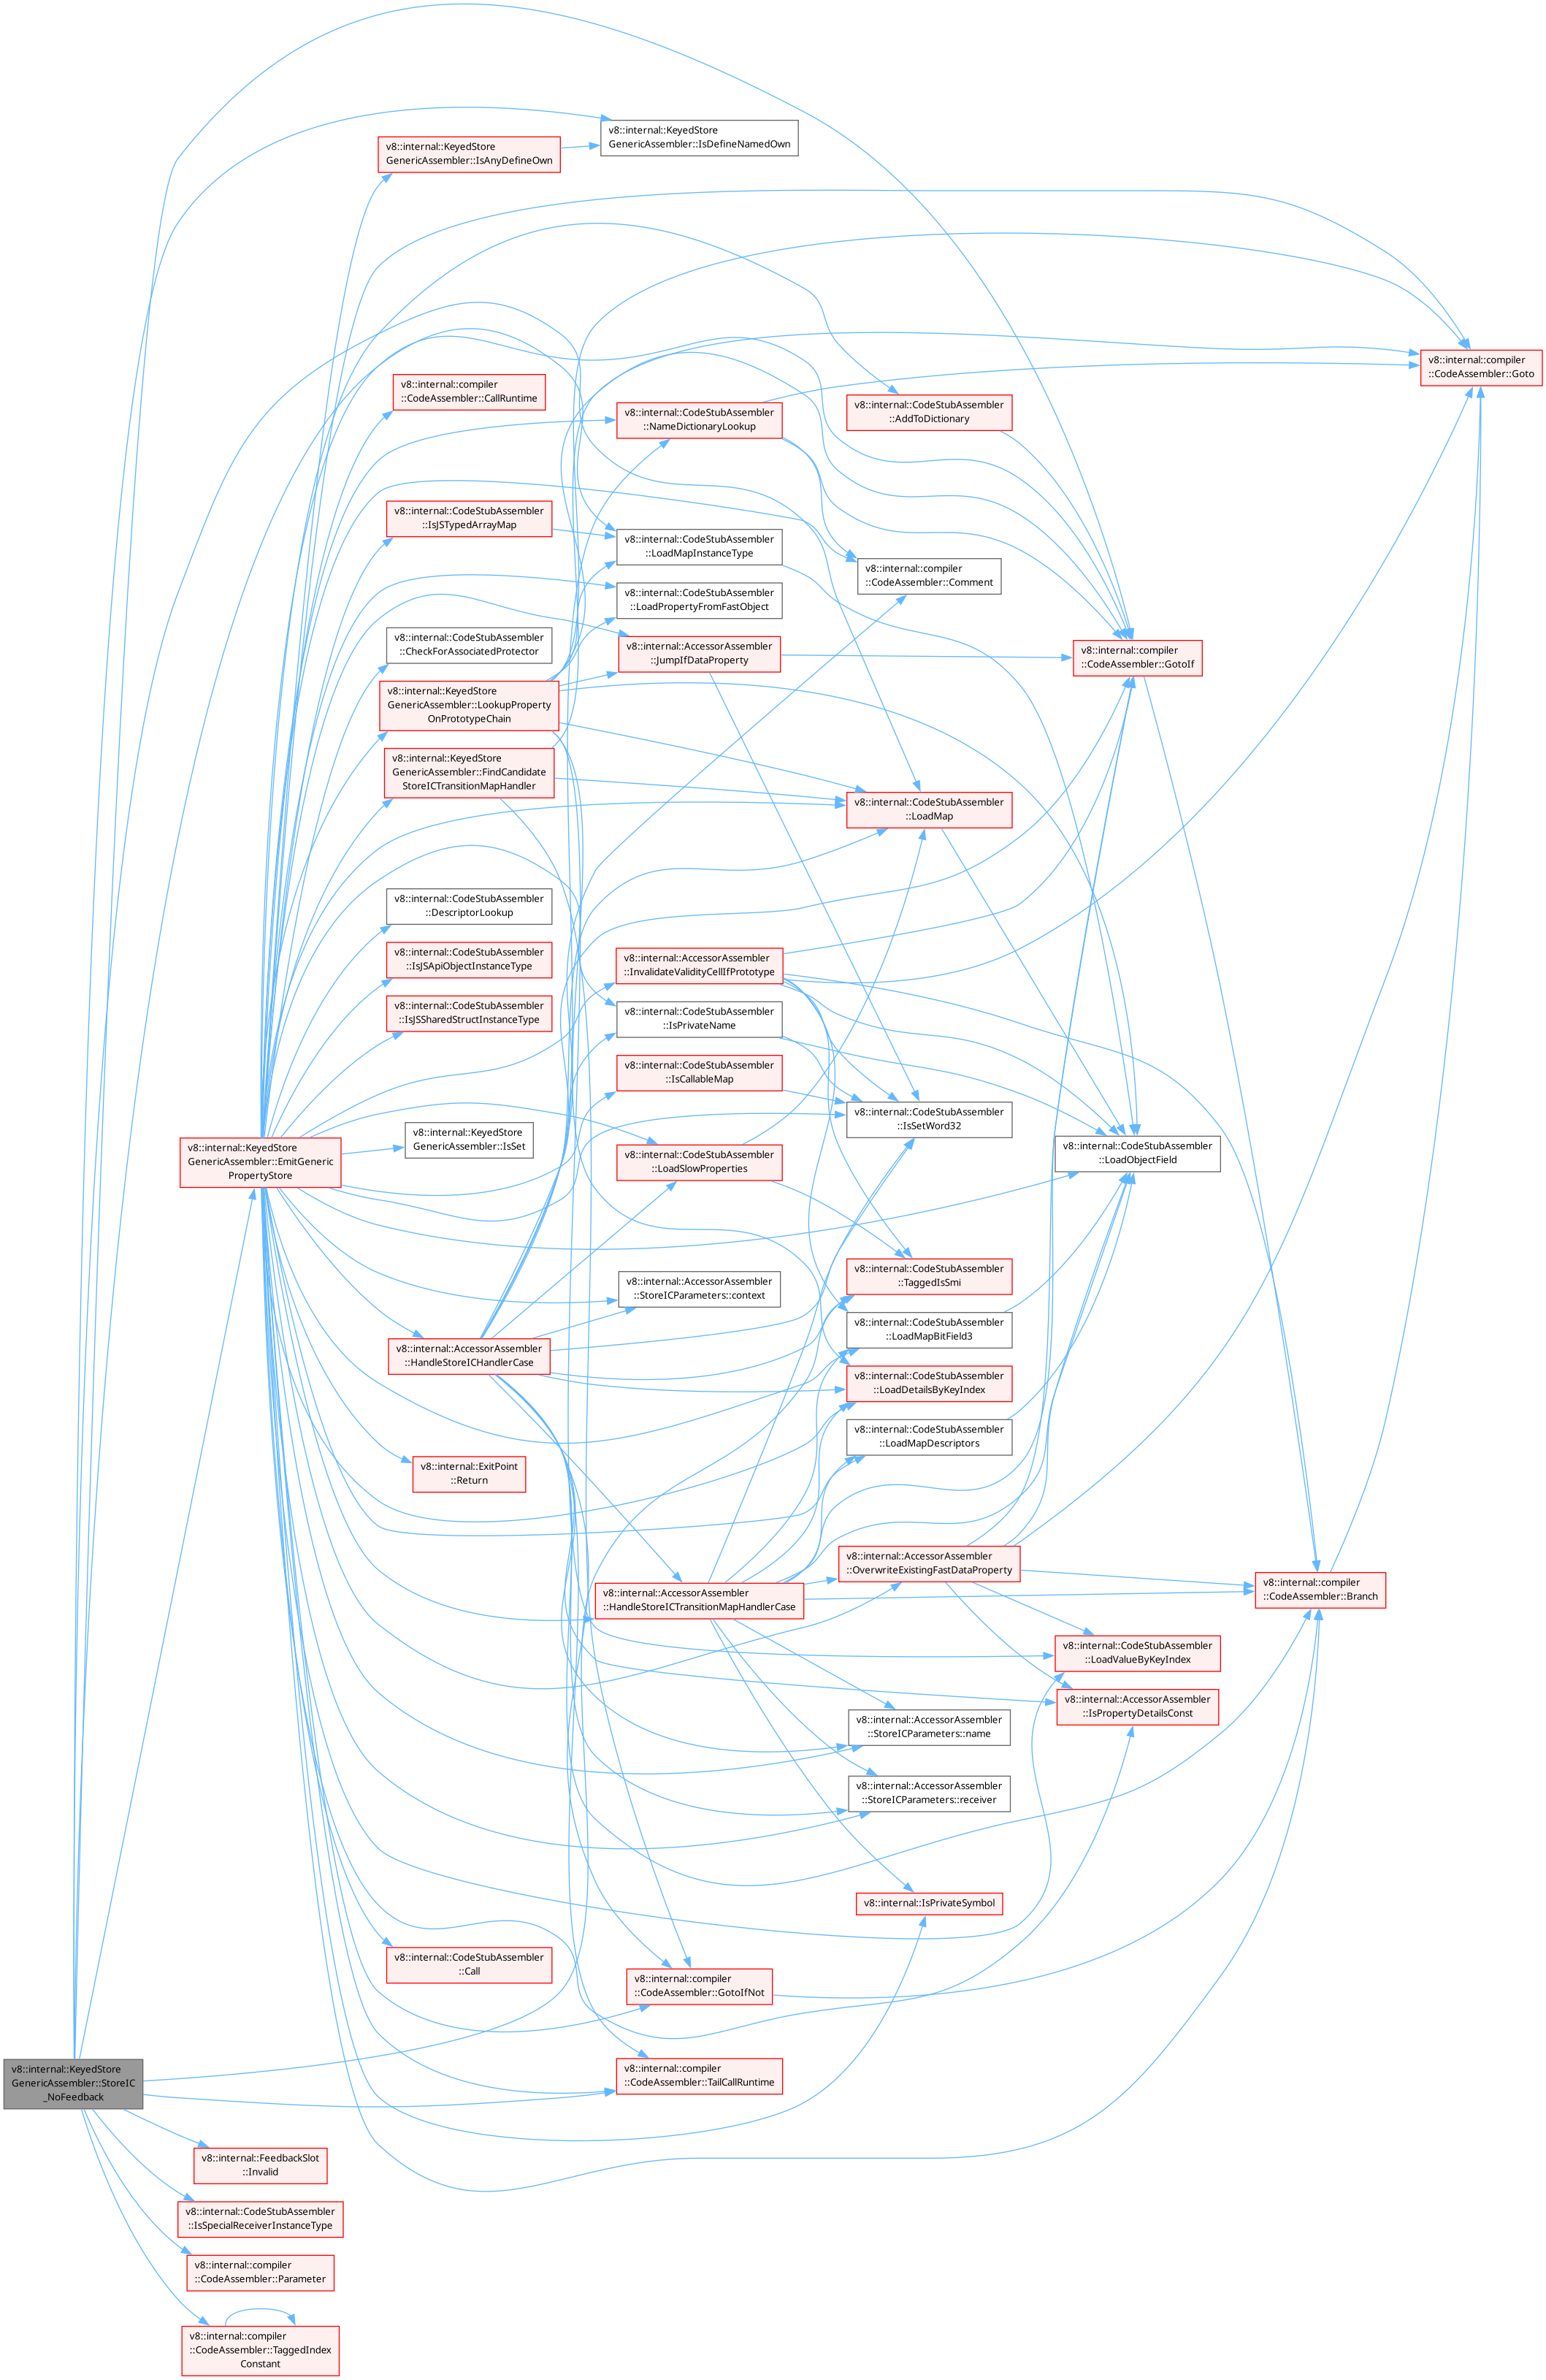 v8::internal::KeyedStore
GenericAssembler::IsDefineNamedOwn
v8::internal::KeyedStore
GenericAssembler::IsAnyDefineOwn
v8::internal::compiler
::CodeAssembler::Goto
v8::internal::compiler
::CodeAssembler::CallRuntime
v8::internal::CodeStubAssembler
::NameDictionaryLookup
v8::internal::CodeStubAssembler
::AddToDictionary
v8::internal::CodeStubAssembler
::IsJSTypedArrayMap
v8::internal::CodeStubAssembler
::LoadMapInstanceType
v8::internal::compiler
::CodeAssembler::Comment
v8::internal::CodeStubAssembler
::LoadPropertyFromFastObject
v8::internal::CodeStubAssembler
::CheckForAssociatedProtector
v8::internal::AccessorAssembler
::JumpIfDataProperty
v8::internal::compiler
::CodeAssembler::GotoIf
v8::internal::KeyedStore
GenericAssembler::LookupProperty
OnPrototypeChain
v8::internal::KeyedStore
GenericAssembler::FindCandidate
StoreICTransitionMapHandler
v8::internal::CodeStubAssembler
::LoadMap
v8::internal::CodeStubAssembler
::DescriptorLookup
v8::internal::CodeStubAssembler
::IsJSApiObjectInstanceType
v8::internal::AccessorAssembler
::InvalidateValidityCellIfPrototype
v8::internal::CodeStubAssembler
::IsJSSharedStructInstanceType
v8::internal::CodeStubAssembler
::IsPrivateName
v8::internal::CodeStubAssembler
::IsCallableMap
v8::internal::CodeStubAssembler
::IsSetWord32
v8::internal::KeyedStore
GenericAssembler::EmitGeneric
PropertyStore
v8::internal::KeyedStore
GenericAssembler::IsSet
v8::internal::CodeStubAssembler
::LoadSlowProperties
v8::internal::CodeStubAssembler
::LoadObjectField
v8::internal::AccessorAssembler
::StoreICParameters::context
v8::internal::CodeStubAssembler
::TaggedIsSmi
v8::internal::CodeStubAssembler
::LoadMapBitField3
v8::internal::AccessorAssembler
::HandleStoreICHandlerCase
v8::internal::CodeStubAssembler
::LoadDetailsByKeyIndex
v8::internal::CodeStubAssembler
::LoadMapDescriptors
v8::internal::ExitPoint
::Return
v8::internal::AccessorAssembler
::OverwriteExistingFastDataProperty
v8::internal::compiler
::CodeAssembler::Branch
v8::internal::AccessorAssembler
::HandleStoreICTransitionMapHandlerCase
v8::internal::CodeStubAssembler
::LoadValueByKeyIndex
v8::internal::AccessorAssembler
::IsPropertyDetailsConst
v8::internal::AccessorAssembler
::StoreICParameters::name
v8::internal::AccessorAssembler
::StoreICParameters::receiver
v8::internal::IsPrivateSymbol
v8::internal::CodeStubAssembler
::Call
v8::internal::compiler
::CodeAssembler::GotoIfNot
v8::internal::KeyedStore
GenericAssembler::StoreIC
_NoFeedback
v8::internal::compiler
::CodeAssembler::TailCallRuntime
v8::internal::FeedbackSlot
::Invalid
v8::internal::CodeStubAssembler
::IsSpecialReceiverInstanceType
v8::internal::compiler
::CodeAssembler::Parameter
v8::internal::compiler
::CodeAssembler::TaggedIndex
Constant